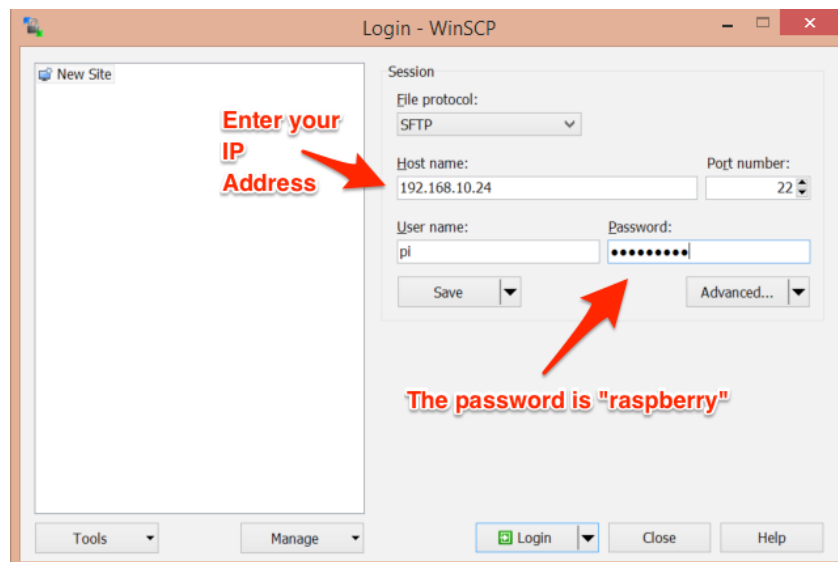 Login - WinSCP
New Site
Session
File protocol:
SFTP
Enter your
IP
Address
Host name:
Port number:
192.168.10.24
22
User name:
Password:
pi
●●●●●●●●●
Save
Advanced...
The password is "raspberry"
Tools
Manage
Login
Close
Help